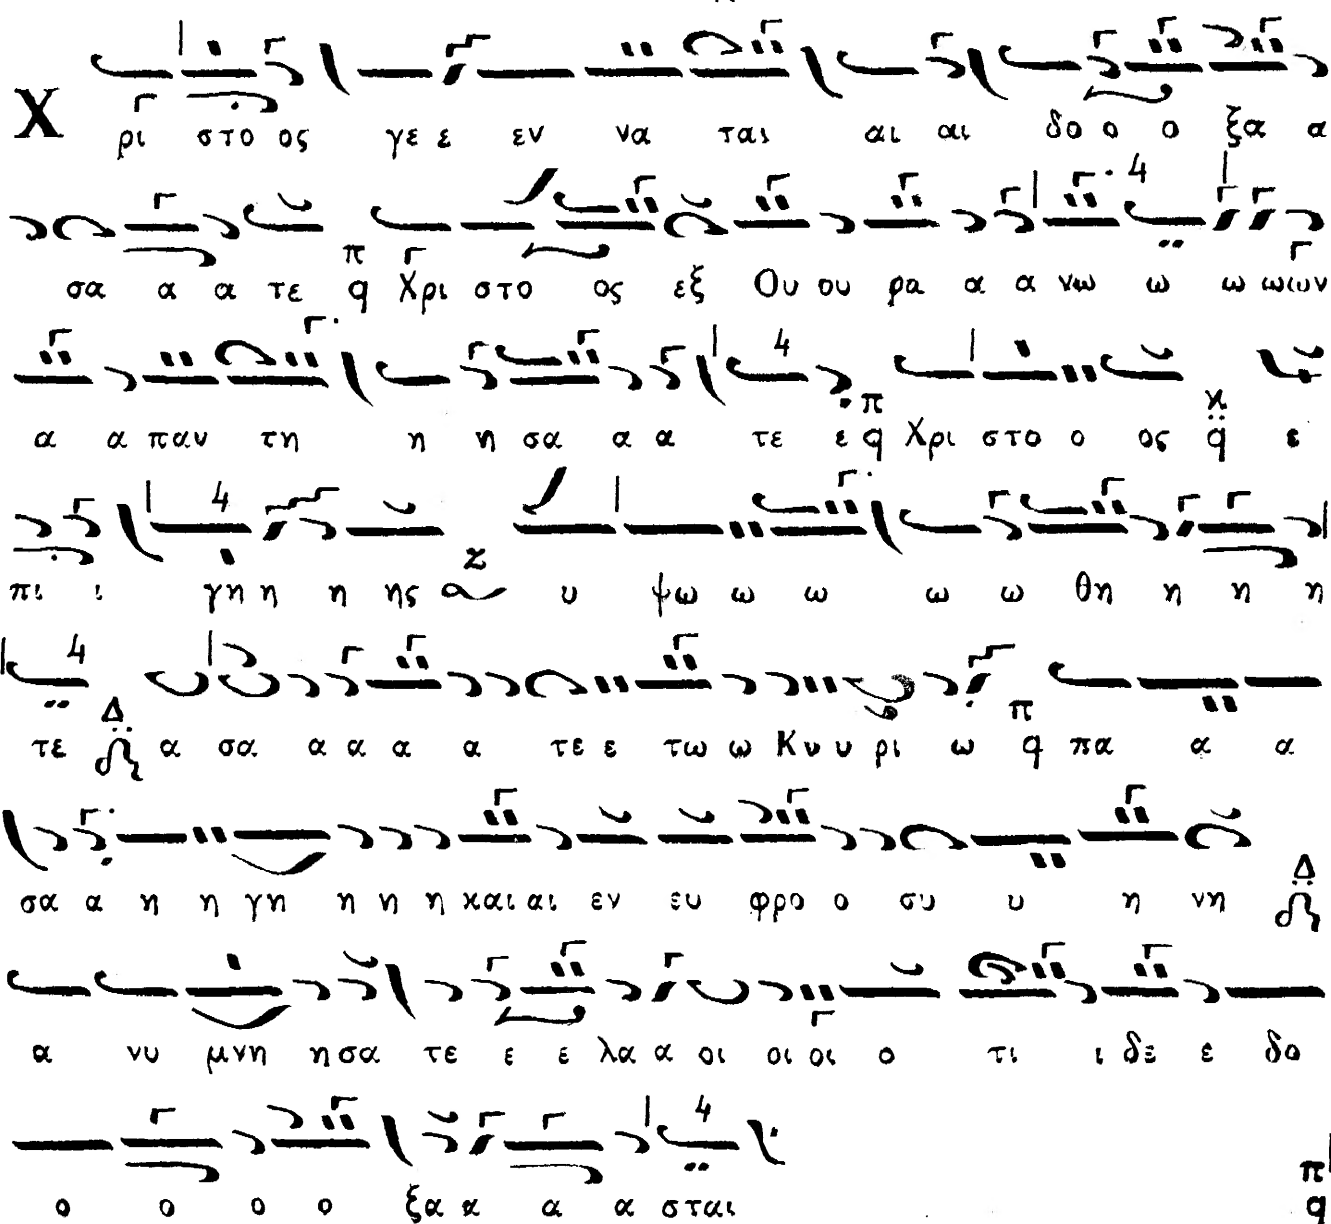 Χ ρι στο ος γε ε εν να ται αι αι δο ο ο ξα α
σα α α τε π q Χρι στο ος εξ Ου ου ρα α α νω ω ω ωιων
α α παν τη η η σα α α τε ε π q Χρι στο ο ος κ q ε
πι ι γη η η ης z υ ψω ω ω ω ω θη η η η
τε Δ α σα α α α α τε ε τω ω Κυ υ ρι ω π q πα α α
σα α η η γη η η η και αι εν ευ φρο ο συ υ η νη Δ
α νυ μνη η σα τε ε ε λα α οι οι οι ο τι ι δε ε δο
ο ο ο ο ξα α α α σται π q